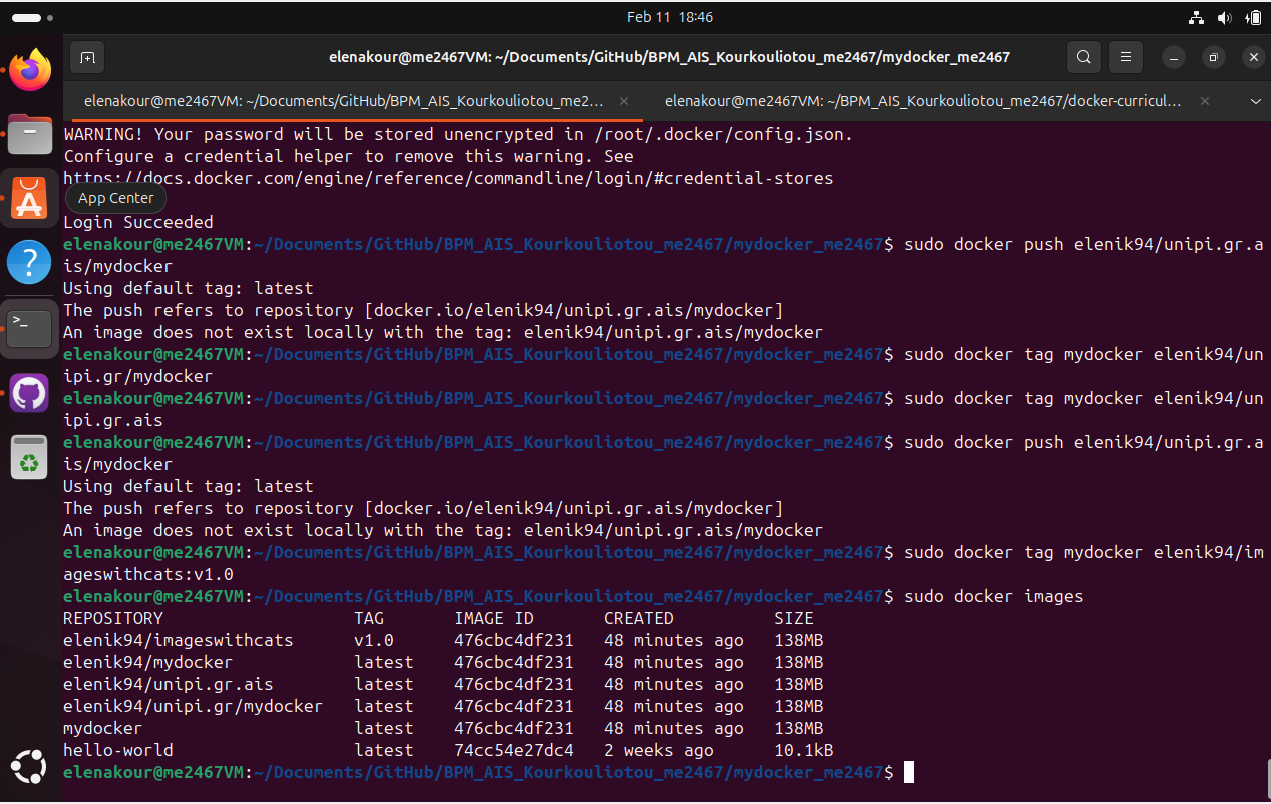 Feb 11 18:46
elenakour@me2467VM: ~/Documents/GitHub/BPM_AIS_Kourkouliotou_me2467/mydocker_me2467
elenakour@me2467VM: ~/Documents/GitHub/BPM_AIS_Kourkouliotou_me2...
elenakour@me2467VM: ~/BPM_AIS_Kourkouliotou_me2467/docker-curricul...
WARNING! Your password will be stored unencrypted in /root/.docker/config.json.
Configure a credential helper to remove this warning. See
https://docs.docker.com/engine/reference/commandline/login/#credential-stores
App Center
Login Succeeded
elenakour@me2467VM:~/Documents/GitHub/BPM_AIS_Kourkouliotou_me2467/mydocker_me2467$ sudo docker push elenik94/unipi.gr.a
is/mydocker
Using default tag: latest
The push refers to repository [docker.io/elenik94/unipi.gr.ais/mydocker]
An image does not exist locally with the tag: elenik94/unipi.gr.ais/mydocker
elenakour@me2467VM:~/Documents/GitHub/BPM_AIS_Kourkouliotou_me2467/mydocker_me2467$ sudo docker tag mydocker elenik94/un
ipi.gr/mydocker
elenakour@me2467VM:~/Documents/GitHub/BPM_AIS_Kourkouliotou_me2467/mydocker_me2467$ sudo docker tag mydocker elenik94/un
ipi.gr.ais
elenakour@me2467VM:~/Documents/GitHub/BPM_AIS_Kourkouliotou_me2467/mydocker_me2467$ sudo docker push elenik94/unipi.gr.a
is/mydocker
Using default tag: latest
The push refers to repository [docker.io/elenik94/unipi.gr.ais/mydocker]
An image does not exist locally with the tag: elenik94/unipi.gr.ais/mydocker
elenakour@me2467VM:~/Documents/GitHub/BPM_AIS_Kourkouliotou_me2467/mydocker_me2467$ sudo docker tag mydocker elenik94/im
ageswithcats:v1.0
elenakour@me2467VM:~/Documents/GitHub/BPM_AIS_Kourkouliotou_me2467/mydocker_me2467$ sudo docker images
REPOSITORY TAG IMAGE ID CREATED SIZE
elenik94/imageswithcats v1.0 476cbc4df231 48 minutes ago 138MB
elenik94/mydocker latest 476cbc4df231 48 minutes ago 138MB
elenik94/unipi.gr.ais latest 476cbc4df231 48 minutes ago 138MB
elenik94/unipi.gr/mydocker latest 476cbc4df231 48 minutes ago 138MB
mydocker latest 476cbc4df231 48 minutes ago 138MB
hello-world latest 74cc54e27dc4 2 weeks ago 10.1kB
elenakour@me2467VM:~/Documents/GitHub/BPM_AIS_Kourkouliotou_me2467/mydocker_me2467$